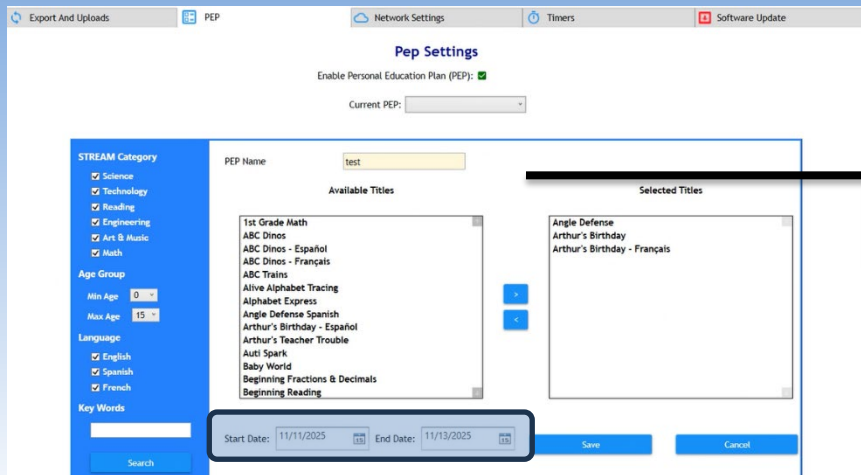 Export And Uploads PEP Network Settings Timers Software Update
Pep Settings
Enable Personal Education Plan (PEP):
Current PEP:
STREAM Category
Science
Technology
Reading
Engineering
Art & Music
Math
Age Group
Min Age 0
Max Age 15
Language
English
Spanish
French
Key Words
Search
PEP Name test
Available Titles
1st Grade Math
ABC Dinos
ABC Dinos - Español
ABC Dinos - Français
ABC Trains
Alive Alphabet Tracing
Alphabet Express
Angle Defense Spanish
Arthur's Birthday - Español
Arthur's Teacher Trouble
Auti Spark
Baby World
Beginning Fractions & Decimals
Beginning Reading
>
<
Selected Titles
Angle Defense
Arthur's Birthday
Arthur's Birthday - Français
Start Date: 11/11/2025 15 End Date: 11/13/2025 15
Save Cancel